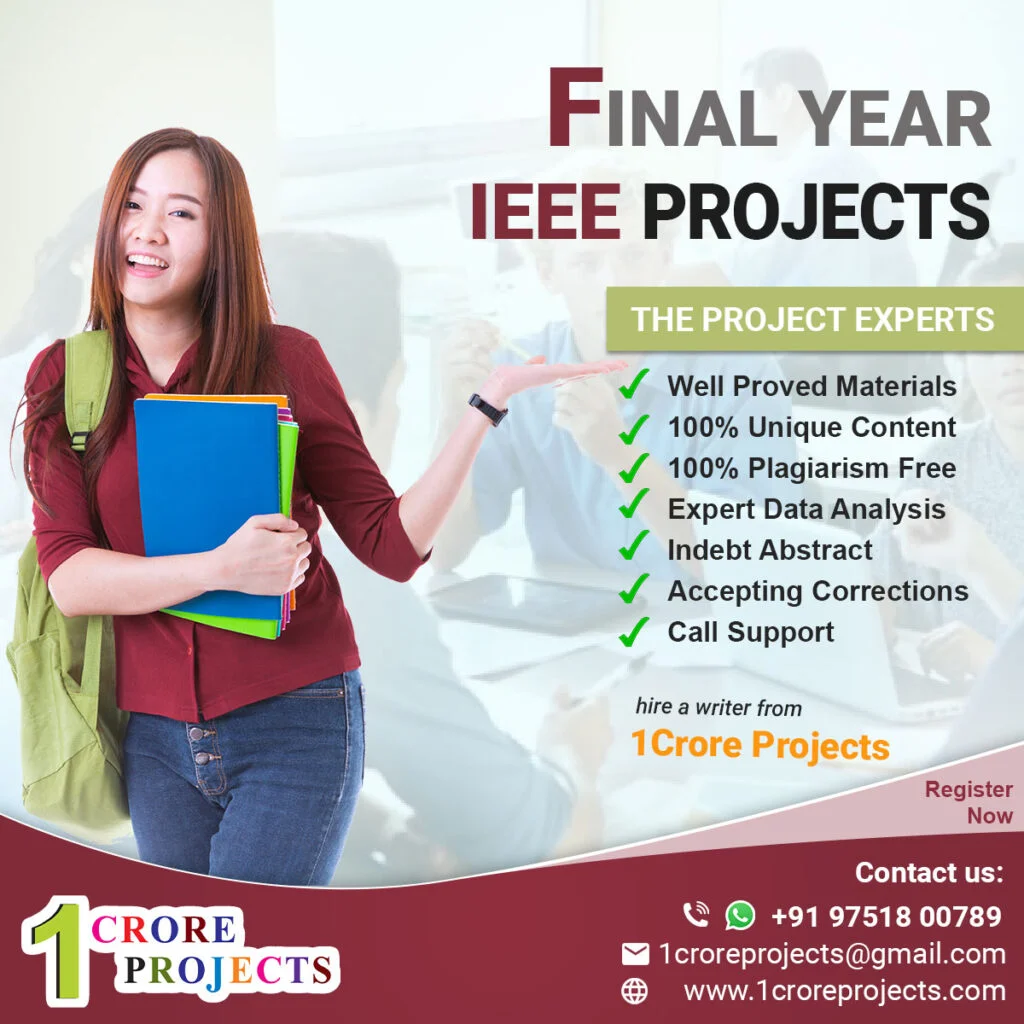 FINAL YEAR
IEEE PROJECTS
THE PROJECT EXPERTS
Well Proved Materials
100% Unique Content
100% Plagiarism Free
Expert Data Analysis
Indebt Abstract
Accepting Corrections
Call Support
hire a writer from
1Crore Projects
Register
Now
Contact us:
+91 97518 00789
1croreprojects@gmail.com
www.1croreprojects.com
1 CRORE
PROJECTS